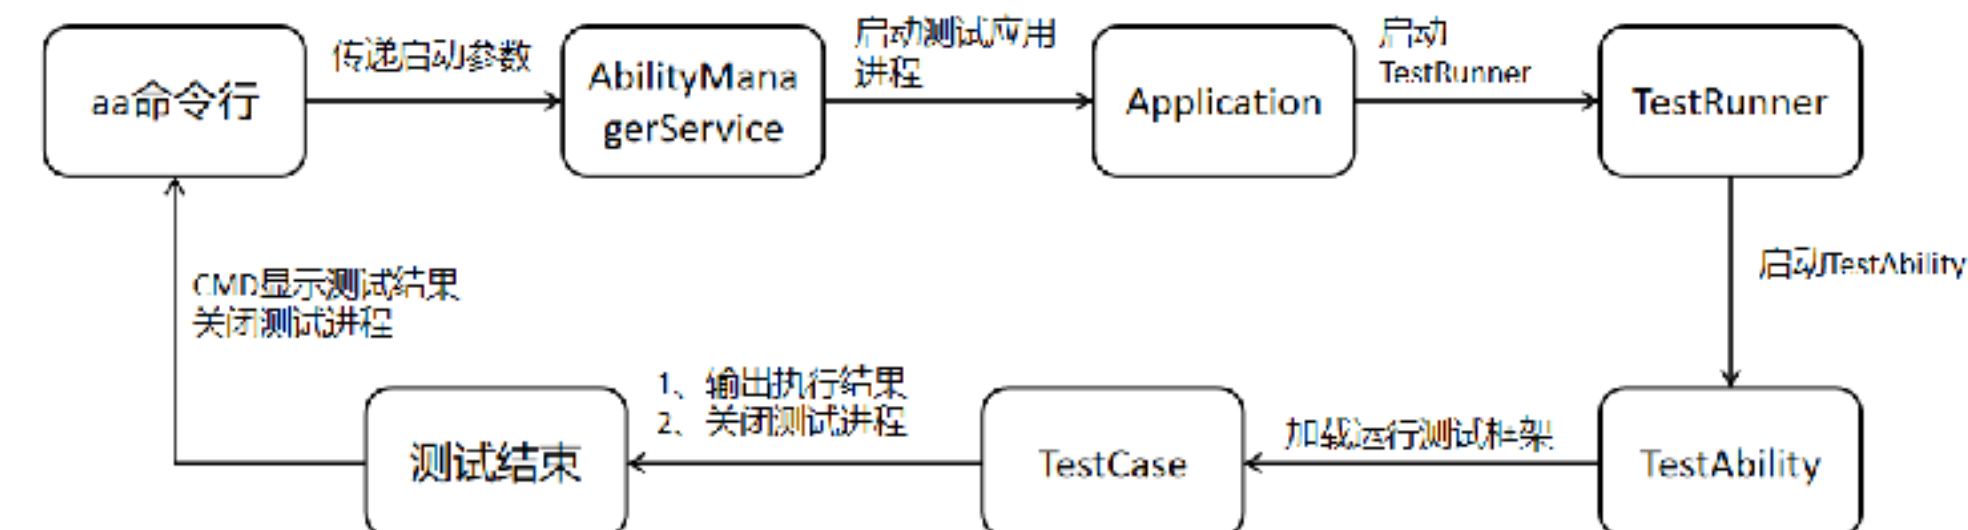 aa命令行
传递启动参数
AbilityMana
gerService
启动测试应用
进程
Application
启动
TestRunner
TestRunner
启动TestAbility
TestAbility
加载运行测试框架
TestCase
1、输出执行结果
2、关闭测试进程
测试结束
CMD显示测试结果
关闭测试进程